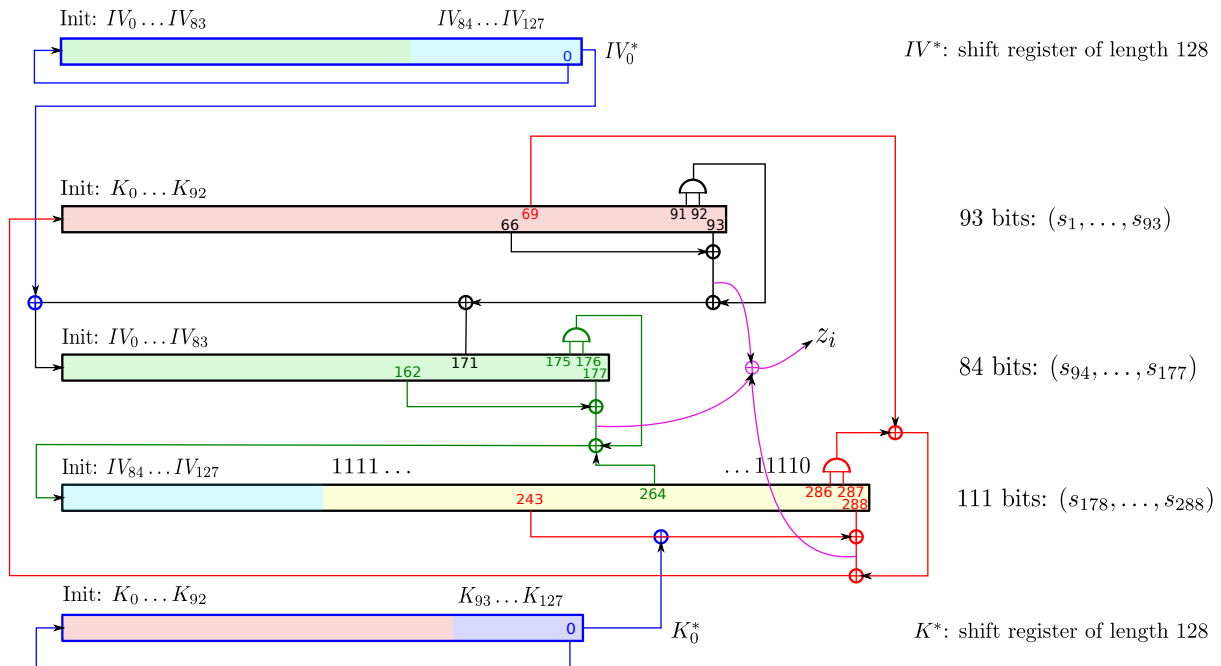 Init: IV₀ … IV₈₃ IV₈₄ … IV₁₂₇
0 IV₀* IV*: shift register of length 128
Init: K₀ … K₉₂
69 91 92
66 93
93 bits: (s₁, …, s₉₃)
Init: IV₀ … IV₈₃
171 175 176
162 177
zᵢ
84 bits: (s₉₄, …, s₁₇₇)
Init: IV₈₄ … IV₁₂₇ 1111 … … 11110
243 264 286 287
288
111 bits: (s₁₇₈, …, s₂₈₈)
Init: K₀ … K₉₂ K₉₃ … K₁₂₇
0 K₀* K*: shift register of length 128